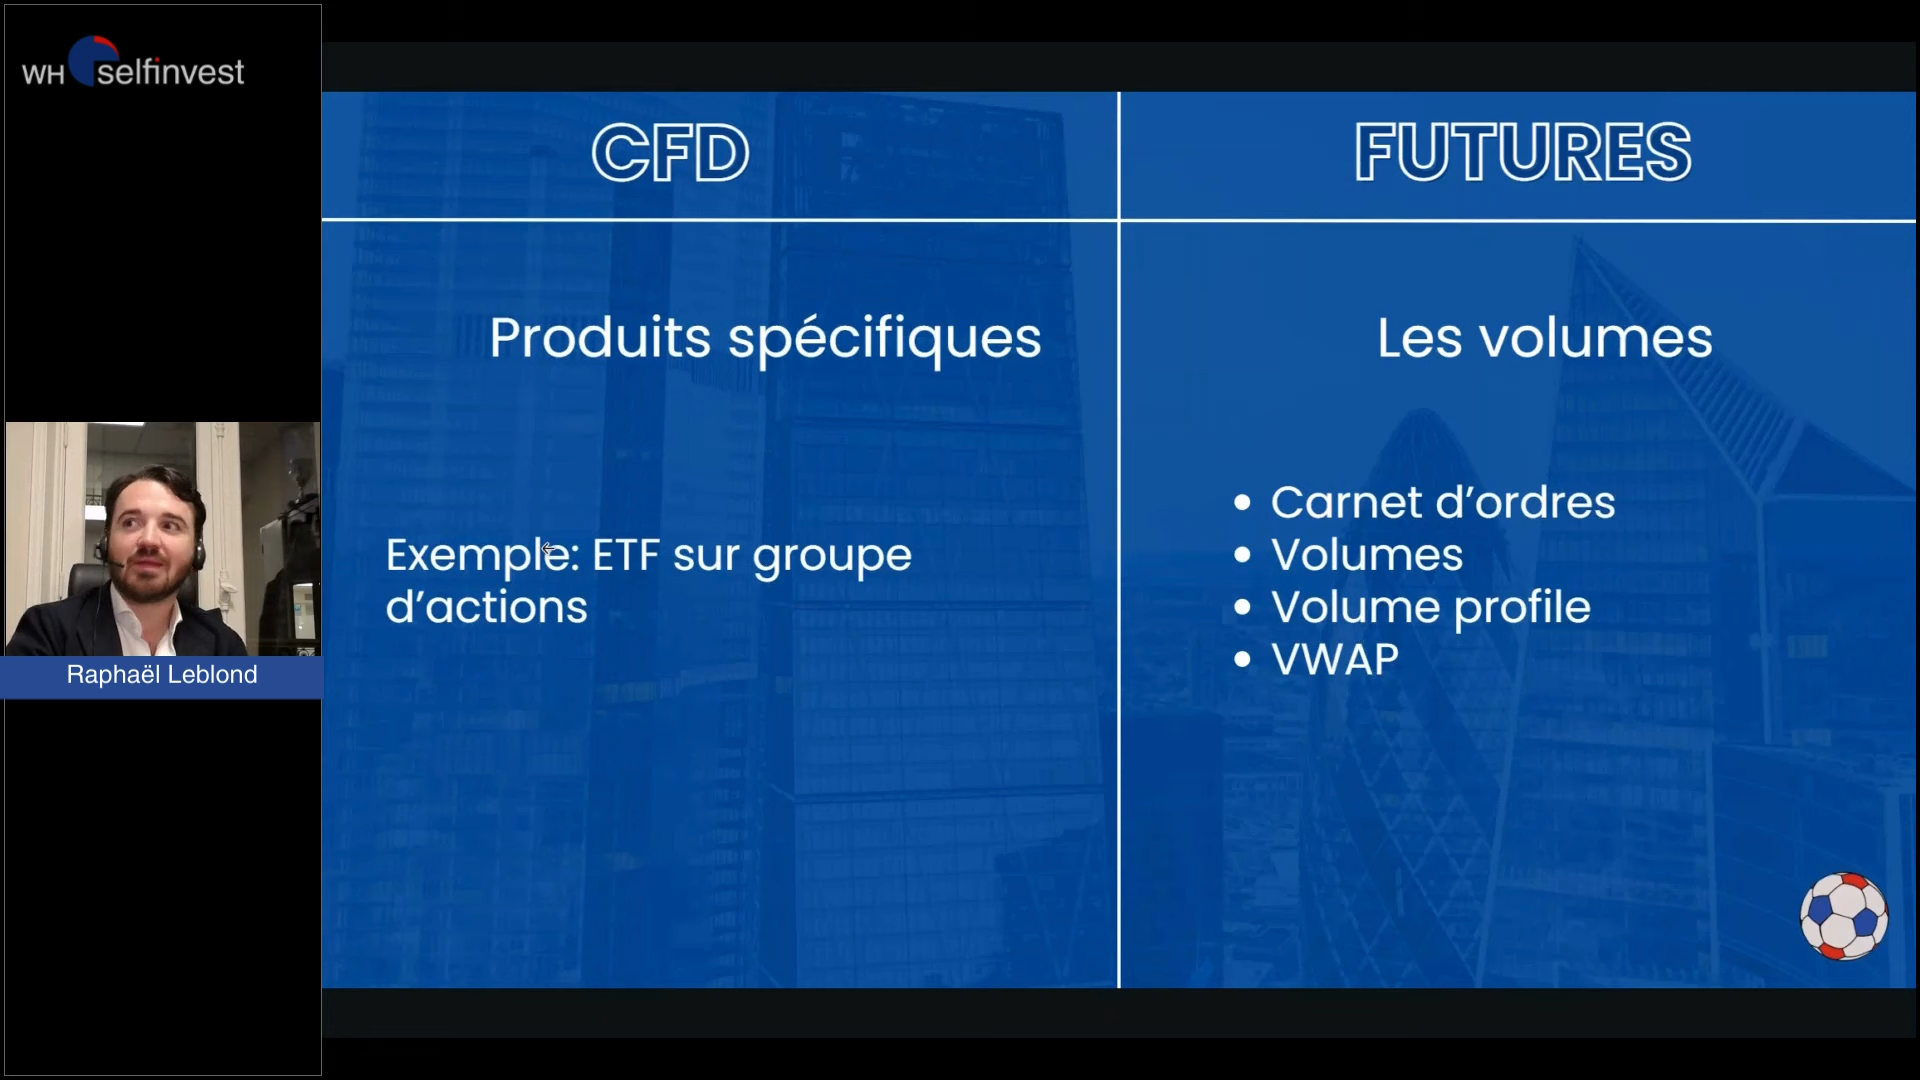 WH selfinvest
CFD
FUTURES
Produits spécifiques
Exemple: ETF sur groupe
d’actions
Les volumes
• Carnet d’ordres
• Volumes
• Volume profile
• VWAP
Raphaël Leblond